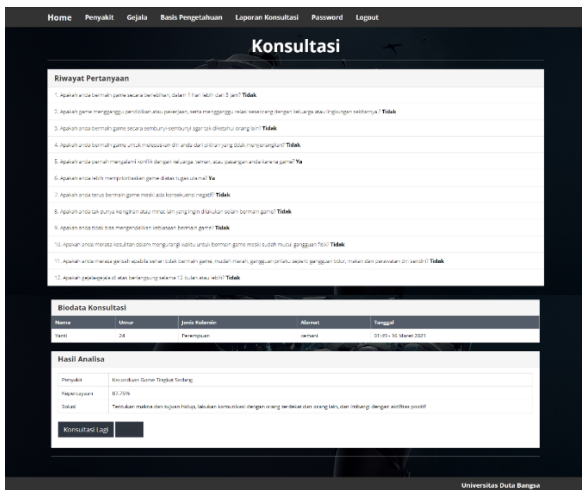 Home Penyakit Gejala Basis Pengetahuan Laporan Konsultasi Password Logout
Konsultasi
Riwayat Pertanyaan
1. Apakah anda bermain game secara berlebihan, dalam 1 hari lebih dari 5 jam? Tidak
2. Apakah game mengganggu pendidikan atau pekerjaan, serta mengganggu relasi seseorang dengan keluarga atau lingkungan sekitarnya ? Tidak
3. Apakah anda bermain game secara sembunyi-sembunyi agar tak diketahui orang lain? Tidak
4. Apakah anda bermain game untuk melepaskan diri anda dari pikiran yang tidak menyenangkan? Tidak
5. Apakah anda pernah mengalami konflik dengan keluarga, teman, atau pasangan anda karena game? Ya
6. Apakah anda lebih memprioritaskan game diatas tugas utama? Ya
7. Apakah anda terus bermain game meski ada konsekuensi negatif? Tidak
8. Apakah anda tak punya keinginan atau minat lain yang ingin dilakukan selain bermain game? Tidak
9. Apakah anda tidak bisa mengendalikan kebiasaan bermain game? Tidak
10. Apakah anda merasa kesulitan dalam mengurangi waktu untuk bermain game meski sudah muncul gangguan fisik? Tidak
11. Apakah anda merasa gelisah apabila sehari tidak bermain game, mudah marah, gangguan perilaku seperti gangguan tidur, makan dan perawatan diri sendiri? Tidak
12. Apakah gejala-gejala di atas berlangsung selama 12 bulan atau lebih? Tidak
Biodata Konsultasi
Nama Umur Jenis Kelamin Alamat Tanggal
Yanti 24 Perempuan
Hasil Analisa
Penyakit Kecanduan Game Tingkat Sedang
Kepercayaan 87.75%
Solusi Tentukan makna dan tujuan hidup, lakukan komunikasi dengan orang terdekat dan orang lain, dan imbangi dengan aktifitas positif
Konsultasi Lagi
Universitas Duta Bangsa